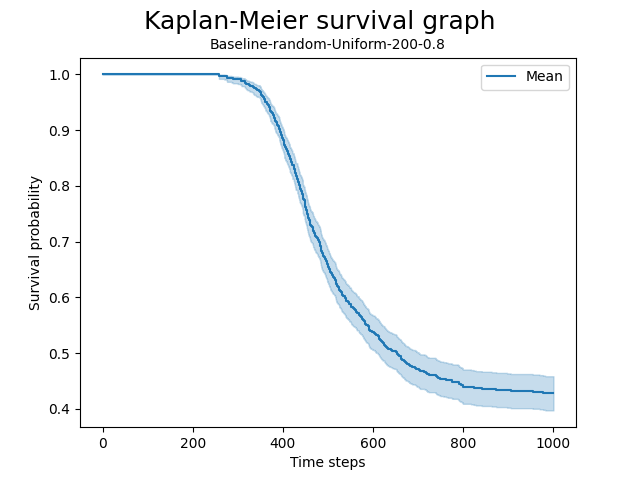 Kaplan-Meier survival graph
Baseline-random-Uniform-200-0.8
Mean
1.0
0.9
0.8
0.7
0.6
0.5
0.4
Survival probability
0
200
400
600
800
1000
Time steps